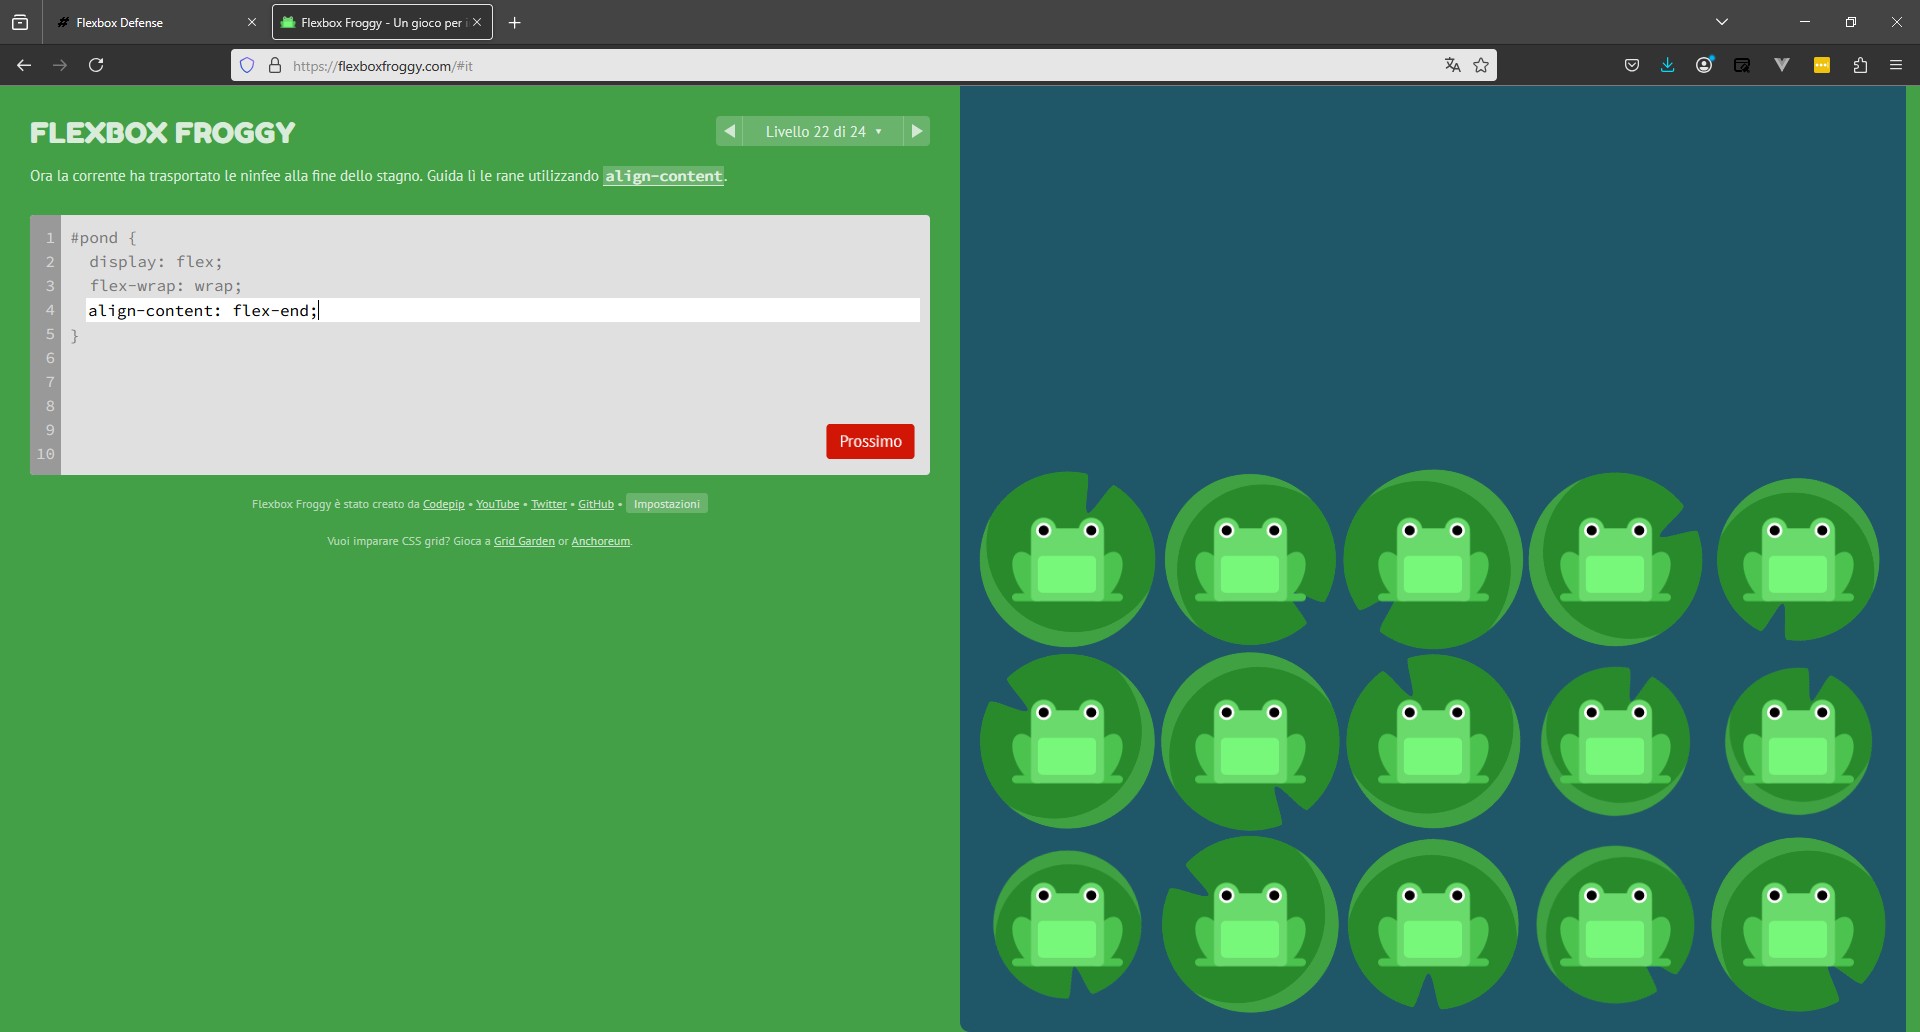 Flexbox Defense
Flexbox Froggy - Un gioco per i
https://flexboxfroggy.com/#it
FLEXBOX FROGGY
Livello 22 di 24
Ora la corrente ha trasportato le ninfee alla fine dello stagno. Guida lì le rane utilizzando align-content.
1 #pond {
2 display: flex;
3 flex-wrap: wrap;
4 align-content: flex-end;
5 }
6
7
8
9
10
Prossimo
Flexbox Froggy è stato creato da Codepip • YouTube • Twitter • GitHub • Impostazioni
Vuoi imparare CSS grid? Gioca a Grid Garden or Anchoreum.